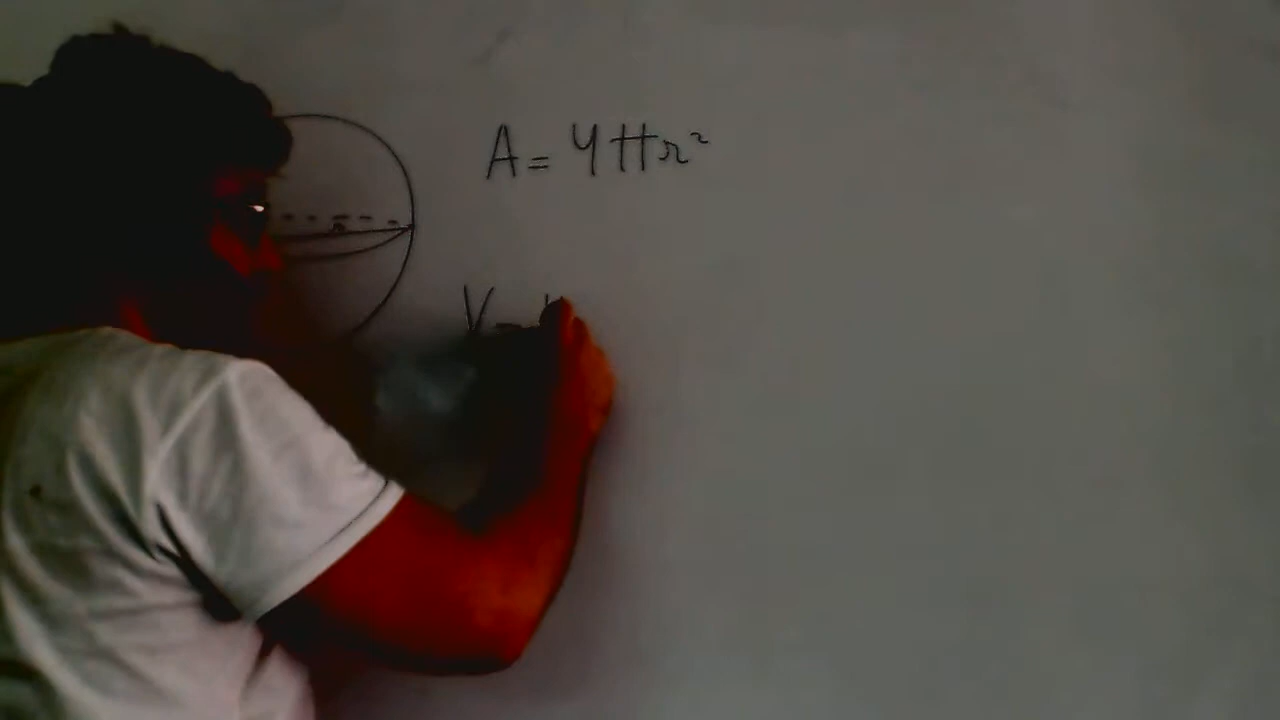 r
A = 4πr²
V =